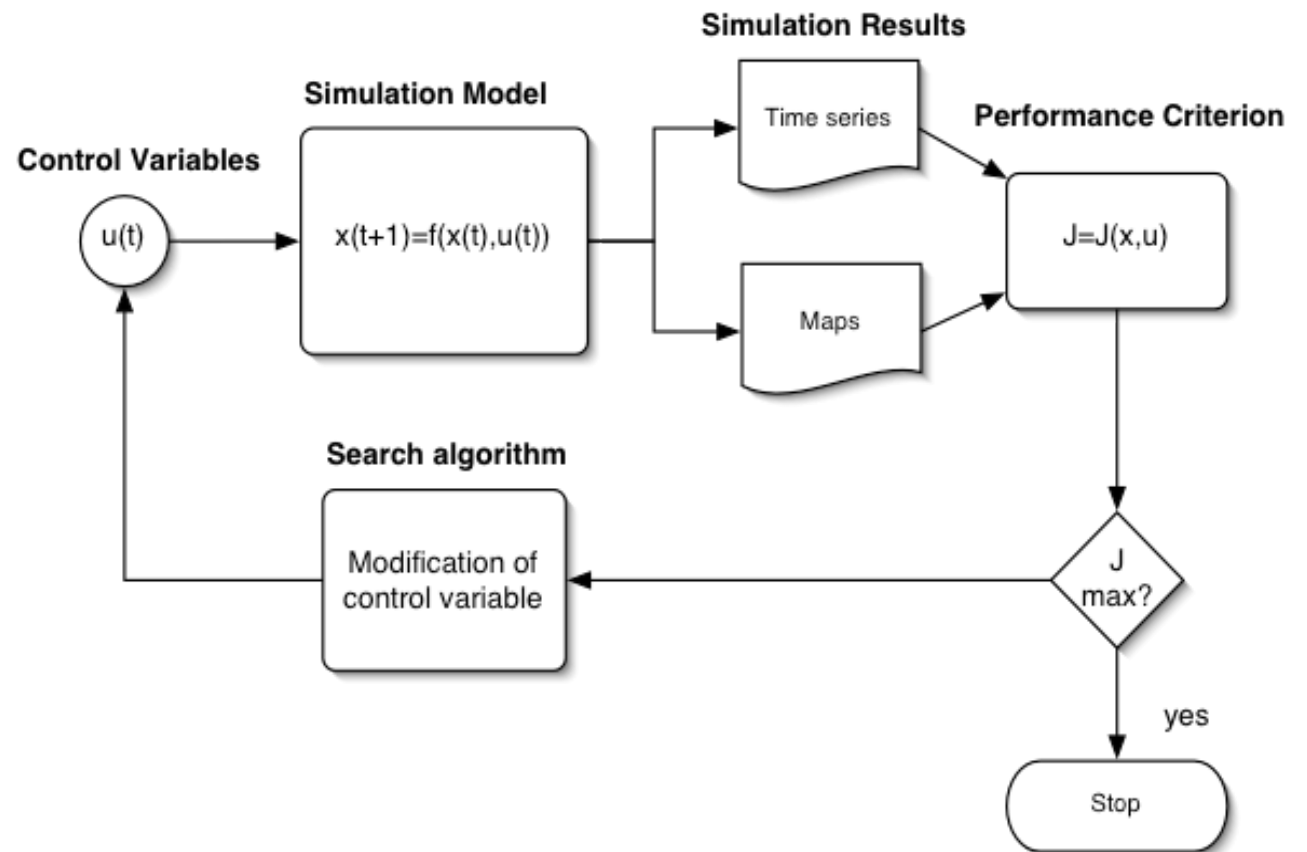 Simulation Results
Simulation Model
Time series
Performance Criterion
Control Variables
u(t)
x(t+1)=f(x(t),u(t))
J=J(x,u)
Maps
Search algorithm
Modification of
control variable
J
max?
yes
Stop